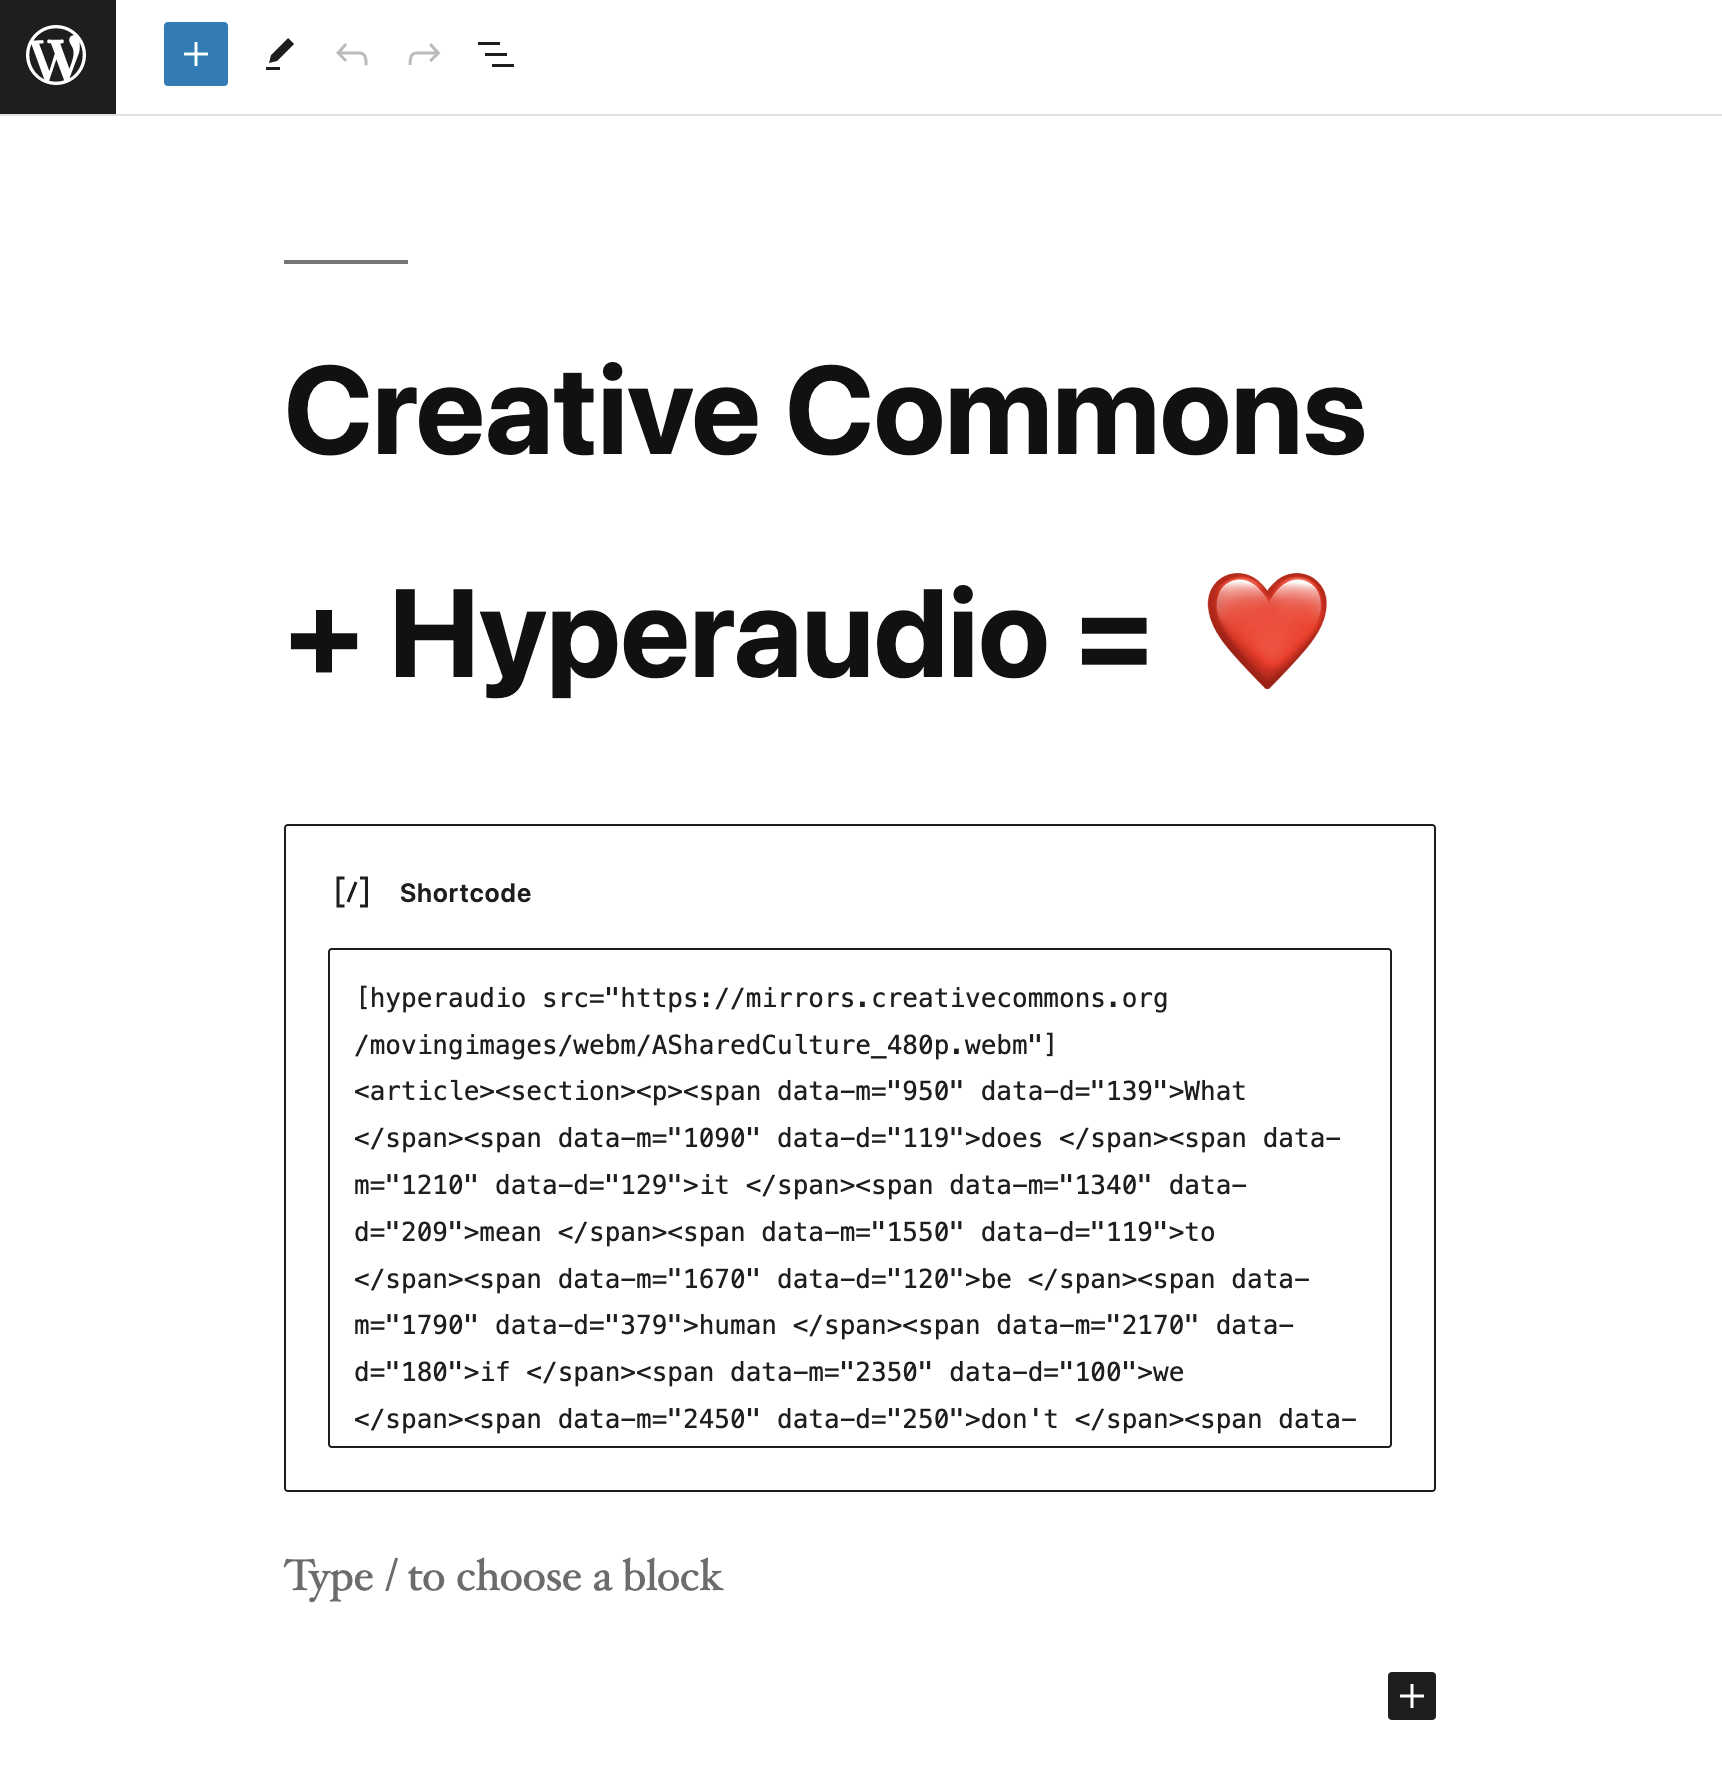 Creative Commons
+ Hyperaudio = ❤️
[/] Shortcode
[hyperaudio src="https://mirrors.creativecommons.org
/movingimages/webm/ASharedCulture_480p.webm"]
<article><section><p><span data-m="950" data-d="139">What
</span><span data-m="1090" data-d="119">does </span><span data-
m="1210" data-d="129">it </span><span data-m="1340" data-
d="209">mean </span><span data-m="1550" data-d="119">to
</span><span data-m="1670" data-d="120">be </span><span data-
m="1790" data-d="379">human </span><span data-m="2170" data-
d="180">if </span><span data-m="2350" data-d="100">we
</span><span data-m="2450" data-d="250">don't </span><span data-
Type / to choose a block